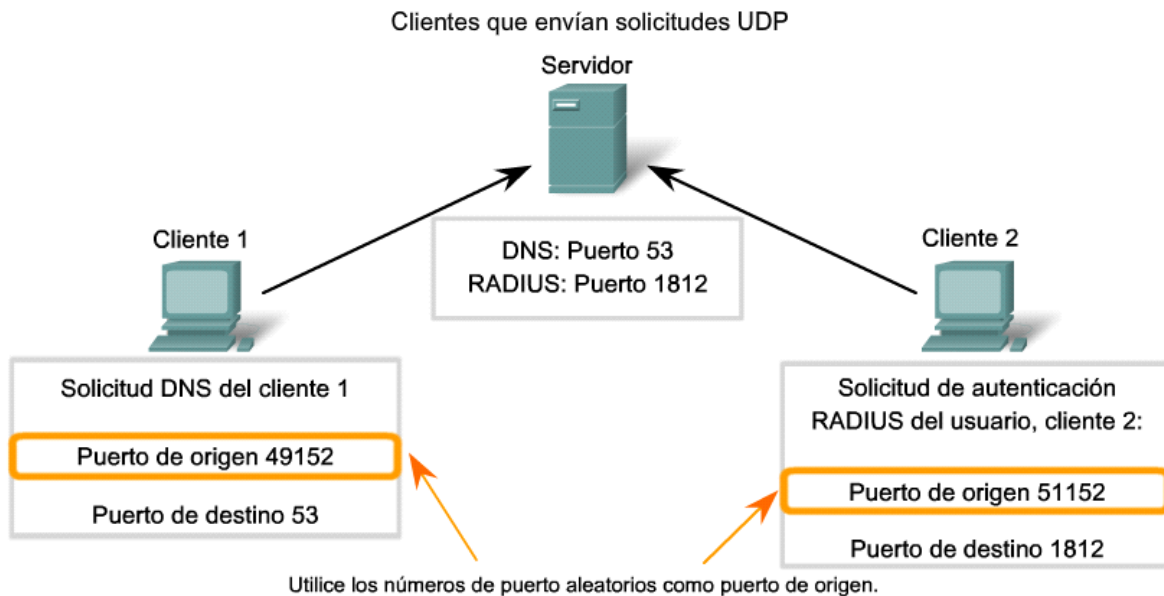 Clientes que envían solicitudes UDP
Servidor
Cliente 1
DNS: Puerto 53
RADIUS: Puerto 1812
Cliente 2
Solicitud DNS del cliente 1
Puerto de origen 49152
Puerto de destino 53
Solicitud de autenticación
RADIUS del usuario, cliente 2:
Puerto de origen 51152
Puerto de destino 1812
Utilice los números de puerto aleatorios como puerto de origen.